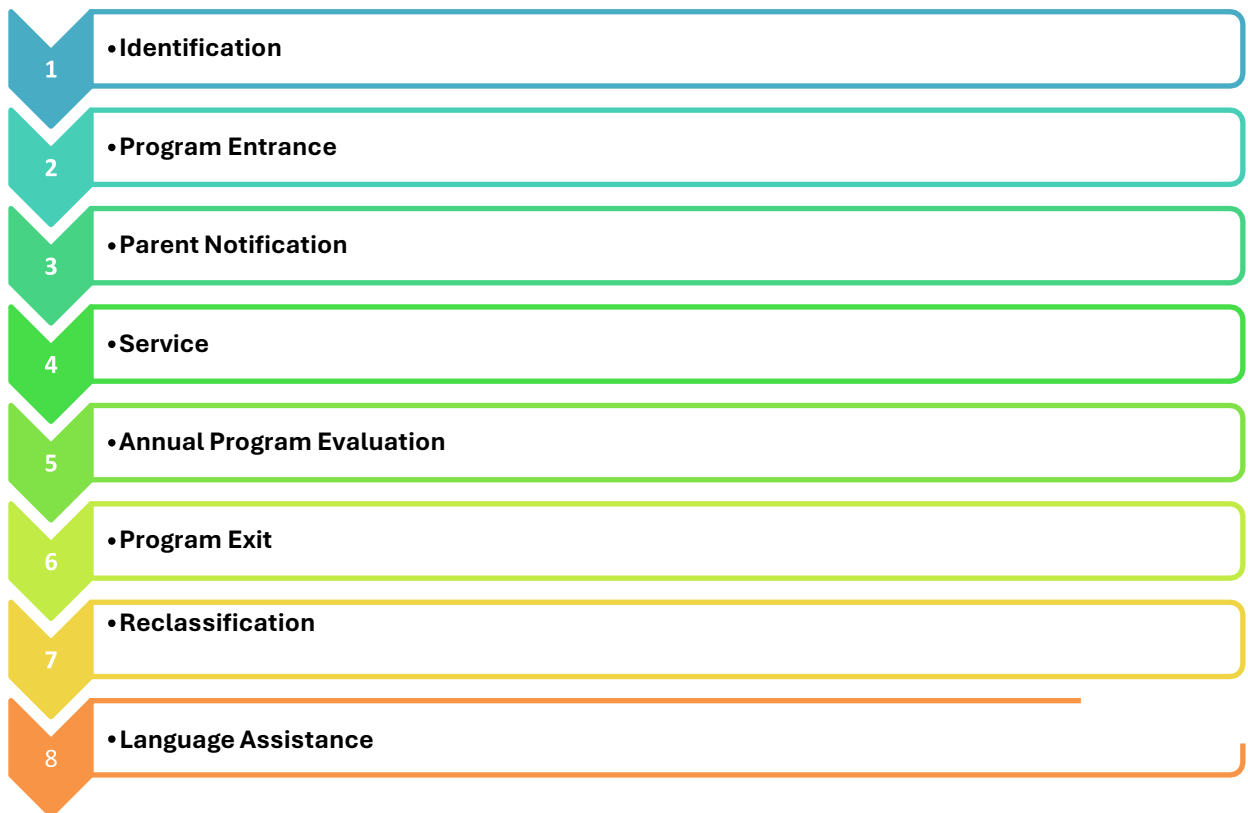 1
•Identification
2
•Program Entrance
3
•Parent Notification
4
•Service
5
•Annual Program Evaluation
6
•Program Exit
7
•Reclassification
8
•Language Assistance